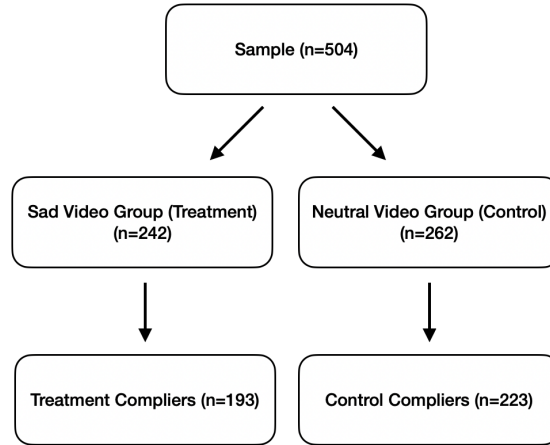 Sample (n=504)
Sad Video Group (Treatment)
(n=242)
Neutral Video Group (Control)
(n=262)
Treatment Compliers (n=193)
Control Compliers (n=223)